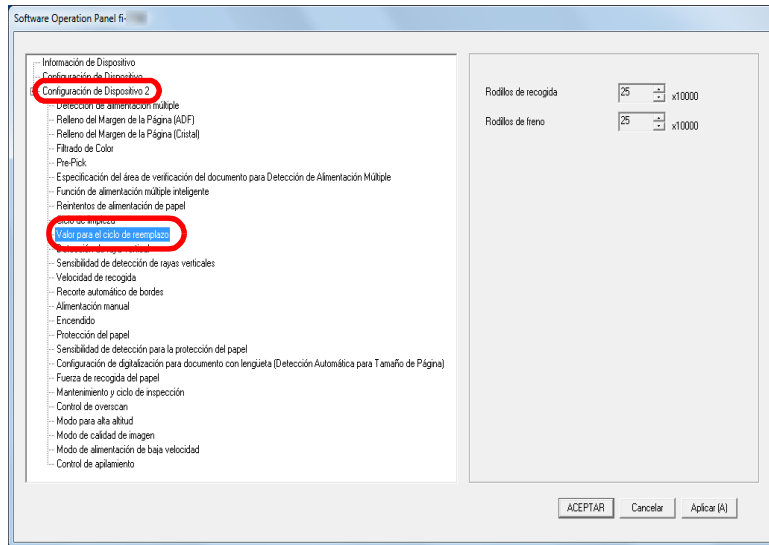 Software Operation Panel fi-
Información de Dispositivo
Configuración de Dispositivo
Configuración de Dispositivo 2
Detección de alimentación múltiple
Relleno del Margen de la Página (ADF)
Relleno del Margen de la Página (Cristal)
Filtrado de Color
Pre-Pick
Especificación del área de verificación del documento para Detección de Alimentación Múltiple
Función de alimentación múltiple inteligente
Reintentos de alimentación de papel
Ciclo de limpieza
Valor para el ciclo de reemplazo
Detección de raya vertical
Sensibilidad de detección de rayas verticales
Velocidad de recogida
Recorte automático de bordes
Alimentación manual
Encendido
Protección del papel
Sensibilidad de detección para la protección del papel
Configuración de digitalización para documento con lengüeta (Detección Automática para Tamaño de Página)
Fuerza de recogida del papel
Mantenimiento y ciclo de inspección
Control de overscan
Modo para alta altitud
Modo de calidad de imagen
Modo de alimentación de baja velocidad
Control de apilamiento
Rodillos de recogida 25 x10000
Rodillos de freno 25 x10000
ACEPTAR Cancelar Aplicar (A)